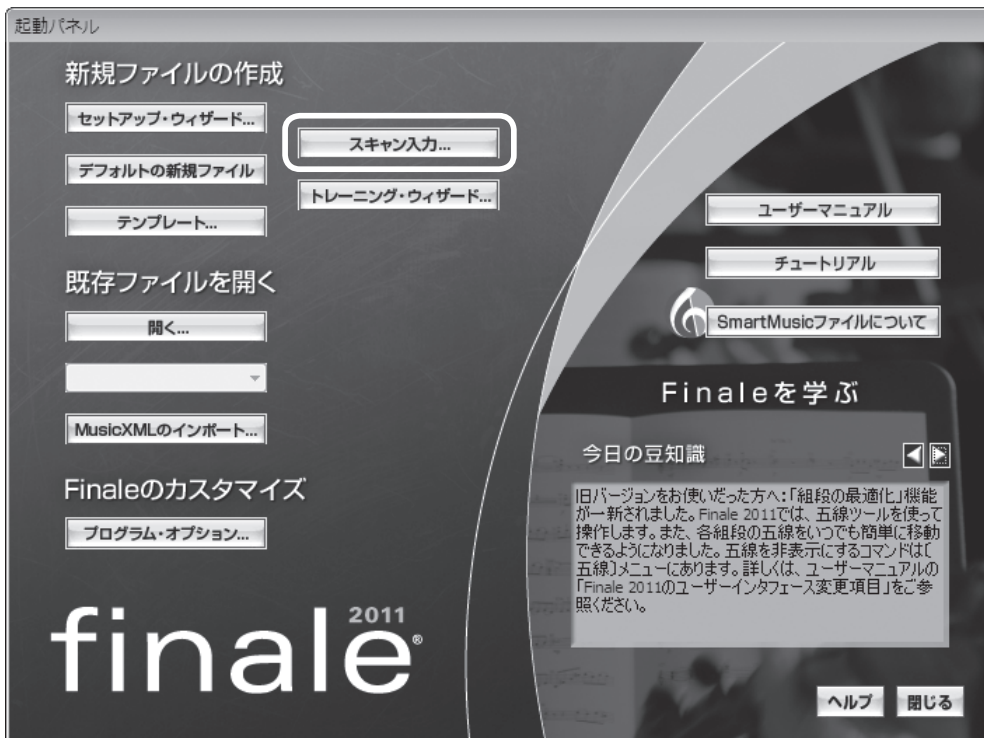 起動パネル
新規ファイルの作成
セットアップ・ウィザード...
デフォルトの新規ファイル
テンプレート...
スキャン入力...
トレーニング・ウィザード...
既存ファイルを開く
開く...
MusicXMLのインポート...
Finaleのカスタマイズ
プログラム・オプション...
finale® 2011
ユーザーマニュアル
チュートリアル
SmartMusicファイルについて
Finaleを学ぶ
今日の豆知識
旧バージョンをお使いだった方へ：「組段の最適化」機能
が一新されました。Finale 2011では、五線ツールを使って
操作します。また、各組段の五線をいつでも簡単に移動
できるようになりました。五線を非表示にするコマンドは〔
五線〕メニューにあります。詳しくは、ユーザーマニュアルの
「Finale 2011のユーザーインタフェース変更項目」をご参
照ください。
ヘルプ
閉じる